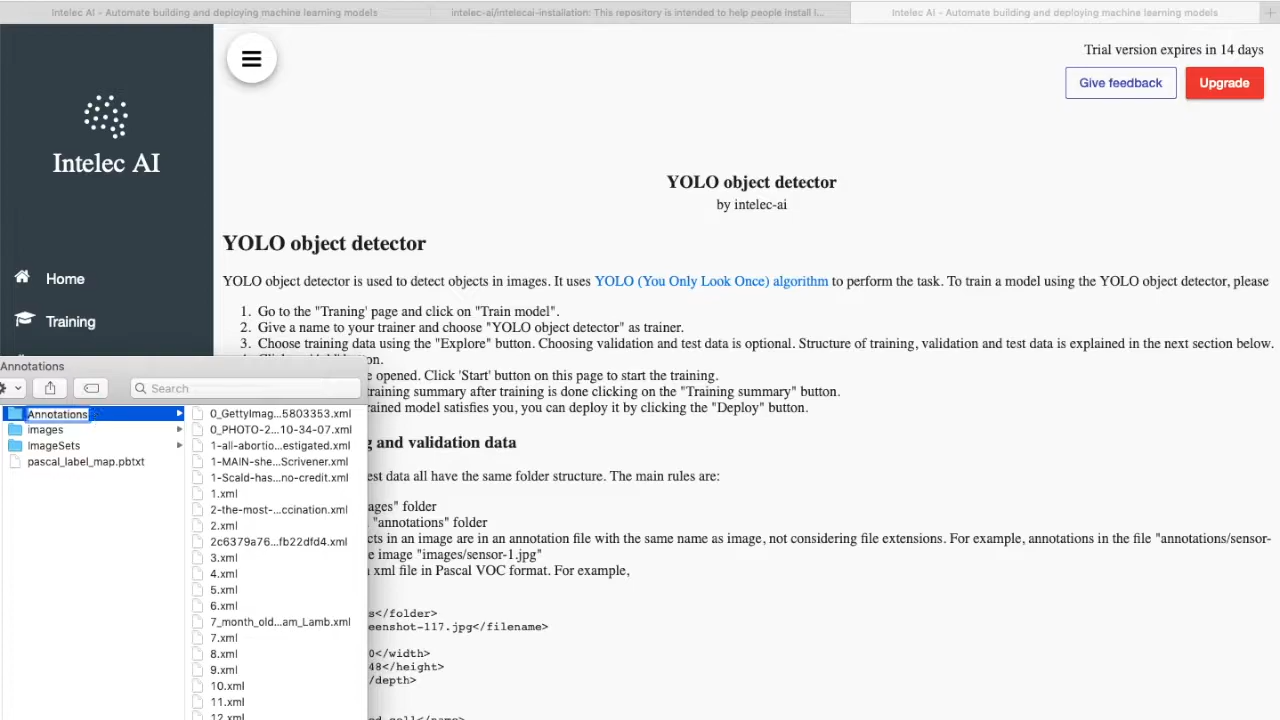 Intelec AI - Automate building and deploying machine learning models
intelec-ai/intelecai-installation: This repository is intended to help people install I...
Intelec AI - Automate building and deploying machine learning models
Trial version expires in 14 days
Give feedback
Upgrade
Intelec AI
Home
Training
YOLO object detector
by intelec-ai
YOLO object detector
YOLO object detector is used to detect objects in images. It uses YOLO (You Only Look Once) algorithm to perform the task. To train a model using the YOLO object detector, please
1. Go to the "Traning' page and click on "Train model".
2. Give a name to your trainer and choose "YOLO object detector" as trainer.
3. Choose training data using the "Explore" button. Choosing validation and test data is optional. Structure of training, validation and test data is explained in the next section below.
on.
e opened. Click 'Start' button on this page to start the training.
training summary after training is done clicking on the "Training summary" button.
rained model satisfies you, you can deploy it by clicking the "Deploy" button.
g and validation data
est data all have the same folder structure. The main rules are:
ages" folder
"annotations" folder
cts in an image are in an annotation file with the same name as image, not considering file extensions. For example, annotations in the file "annotations/sensor-
e image "images/sensor-1.jpg"
xml file in Pascal VOC format. For example,
s</folder>
eenshot-117.jpg</filename>
0</width>
48</height>
</depth>
Annotations
Search
Annotations
images
ImageSets
pascal_label_map.pbtxt
0_GettyImag...5803353.xml
0_PHOTO-2...10-34-07.xml
1-all-abortio...estigated.xml
1-MAIN-she...Scrivener.xml
1-Scald-has...no-credit.xml
1.xml
2-the-most-...ccination.xml
2.xml
2c6379a76...fb22dfd4.xml
3.xml
4.xml
5.xml
6.xml
7_month_old...am_Lamb.xml
7.xml
8.xml
9.xml
10.xml
11.xml
12.xml